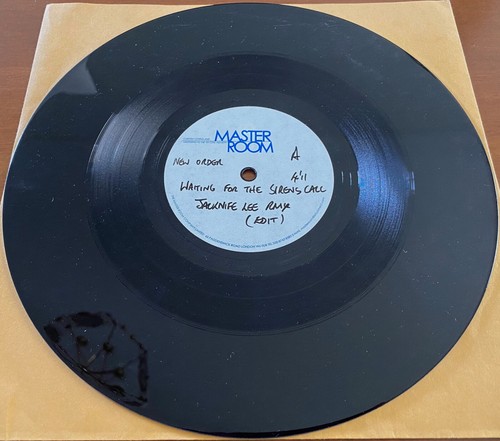 MASTER
ROOM
NEW ORDER
A
4'11
WAITING FOR THE SIRENS CALL
JACKNIFE LEE RMX
(EDIT)